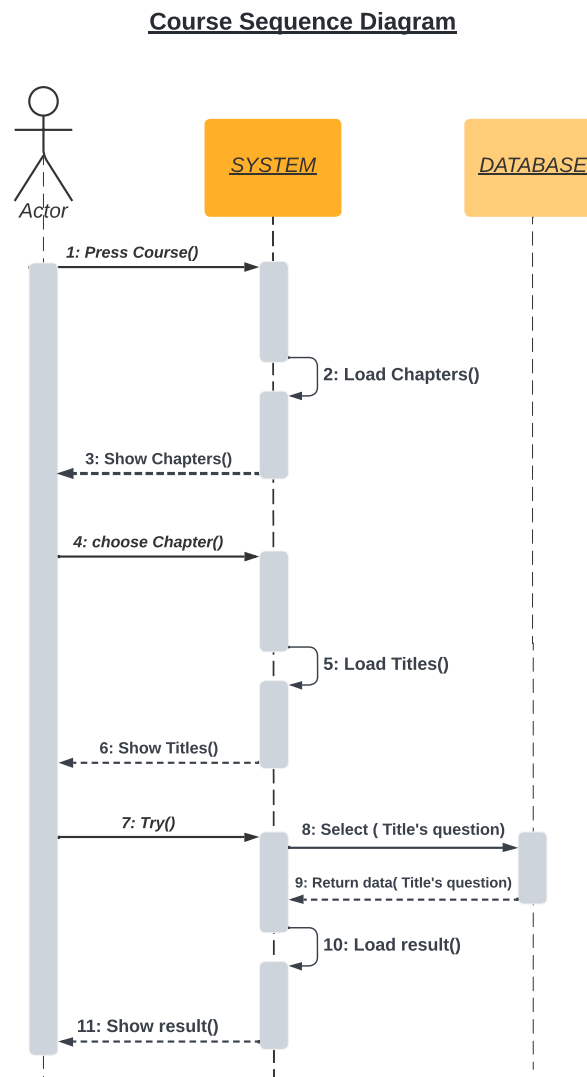 Course Sequence Diagram
Actor
SYSTEM
DATABASE
1: Press Course()
2: Load Chapters()
3: Show Chapters()
4: choose Chapter()
5: Load Titles()
6: Show Titles()
7: Try()
8: Select ( Title's question)
9: Return data( Title's question)
10: Load result()
11: Show result()